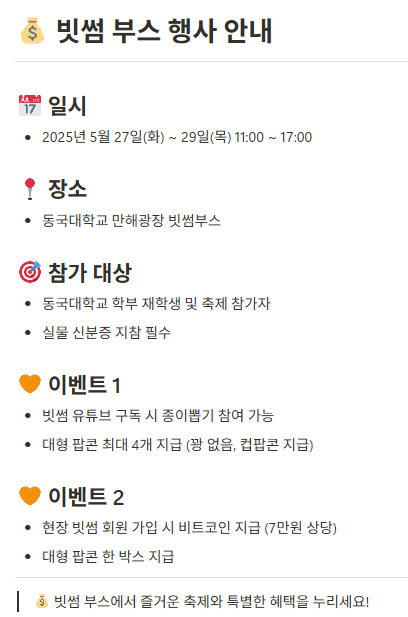 💰 빗썸 부스 행사 안내
📅 일시
• 2025년 5월 27일(화) ~ 29일(목) 11:00 ~ 17:00
📍 장소
• 동국대학교 만해광장 빗썸부스
🎯 참가 대상
• 동국대학교 학부 재학생 및 축제 참가자
• 실물 신분증 지참 필수
🧡 이벤트 1
• 빗썸 유튜브 구독 시 종이뽑기 참여 가능
• 대형 팝콘 최대 4개 지급 (꽝 없음, 컵팝콘 지급)
🧡 이벤트 2
• 현장 빗썸 회원 가입 시 비트코인 지급 (7만원 상당)
• 대형 팝콘 한 박스 지급
💰 빗썸 부스에서 즐거운 축제와 특별한 혜택을 누리세요!